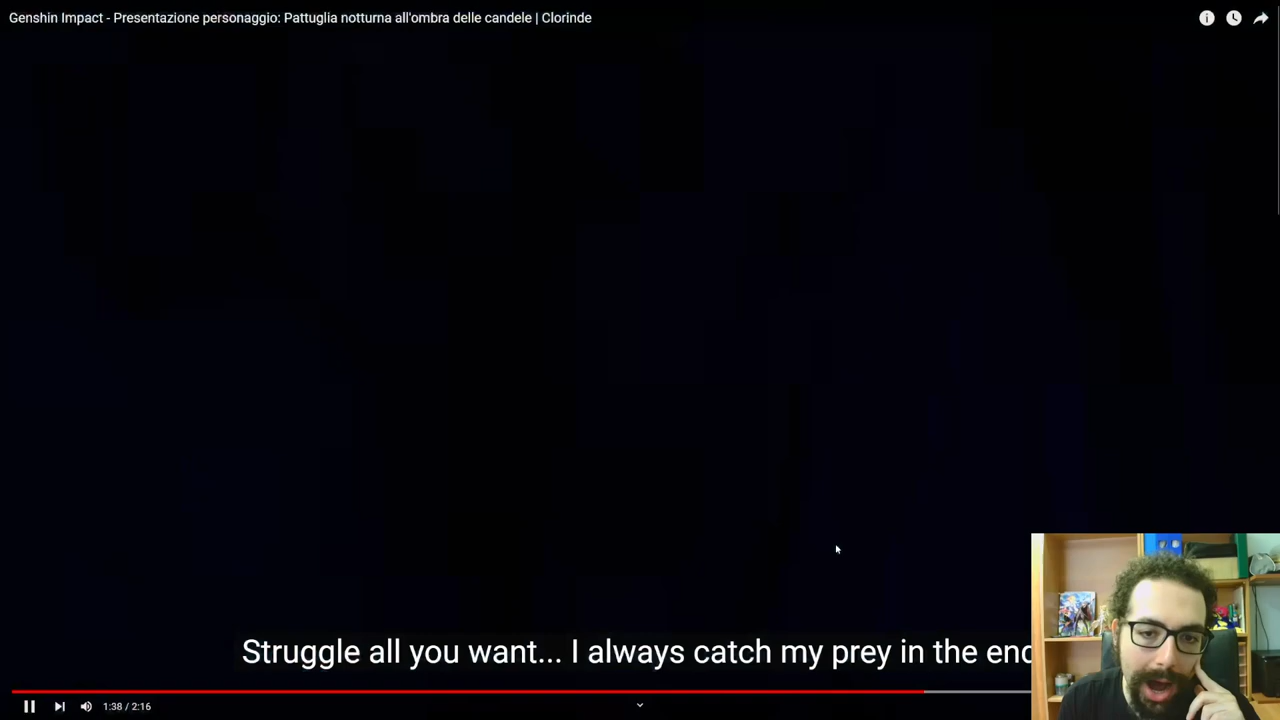 Genshin Impact - Presentazione personaggio: Pattuglia notturna all'ombra delle candele | Clorinde
Struggle all you want... I always catch my prey in the end
1:38 / 2:16